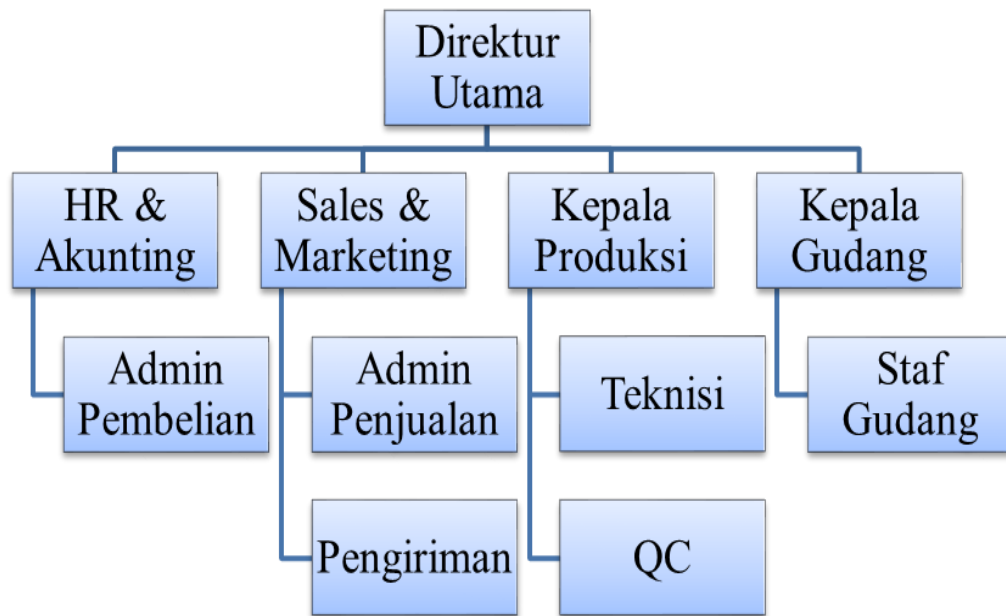 Direktur
Utama
HR &
Akunting
Sales &
Marketing
Kepala
Produksi
Kepala
Gudang
Admin
Pembelian
Admin
Penjualan
Teknisi
Staf
Gudang
Pengiriman
QC